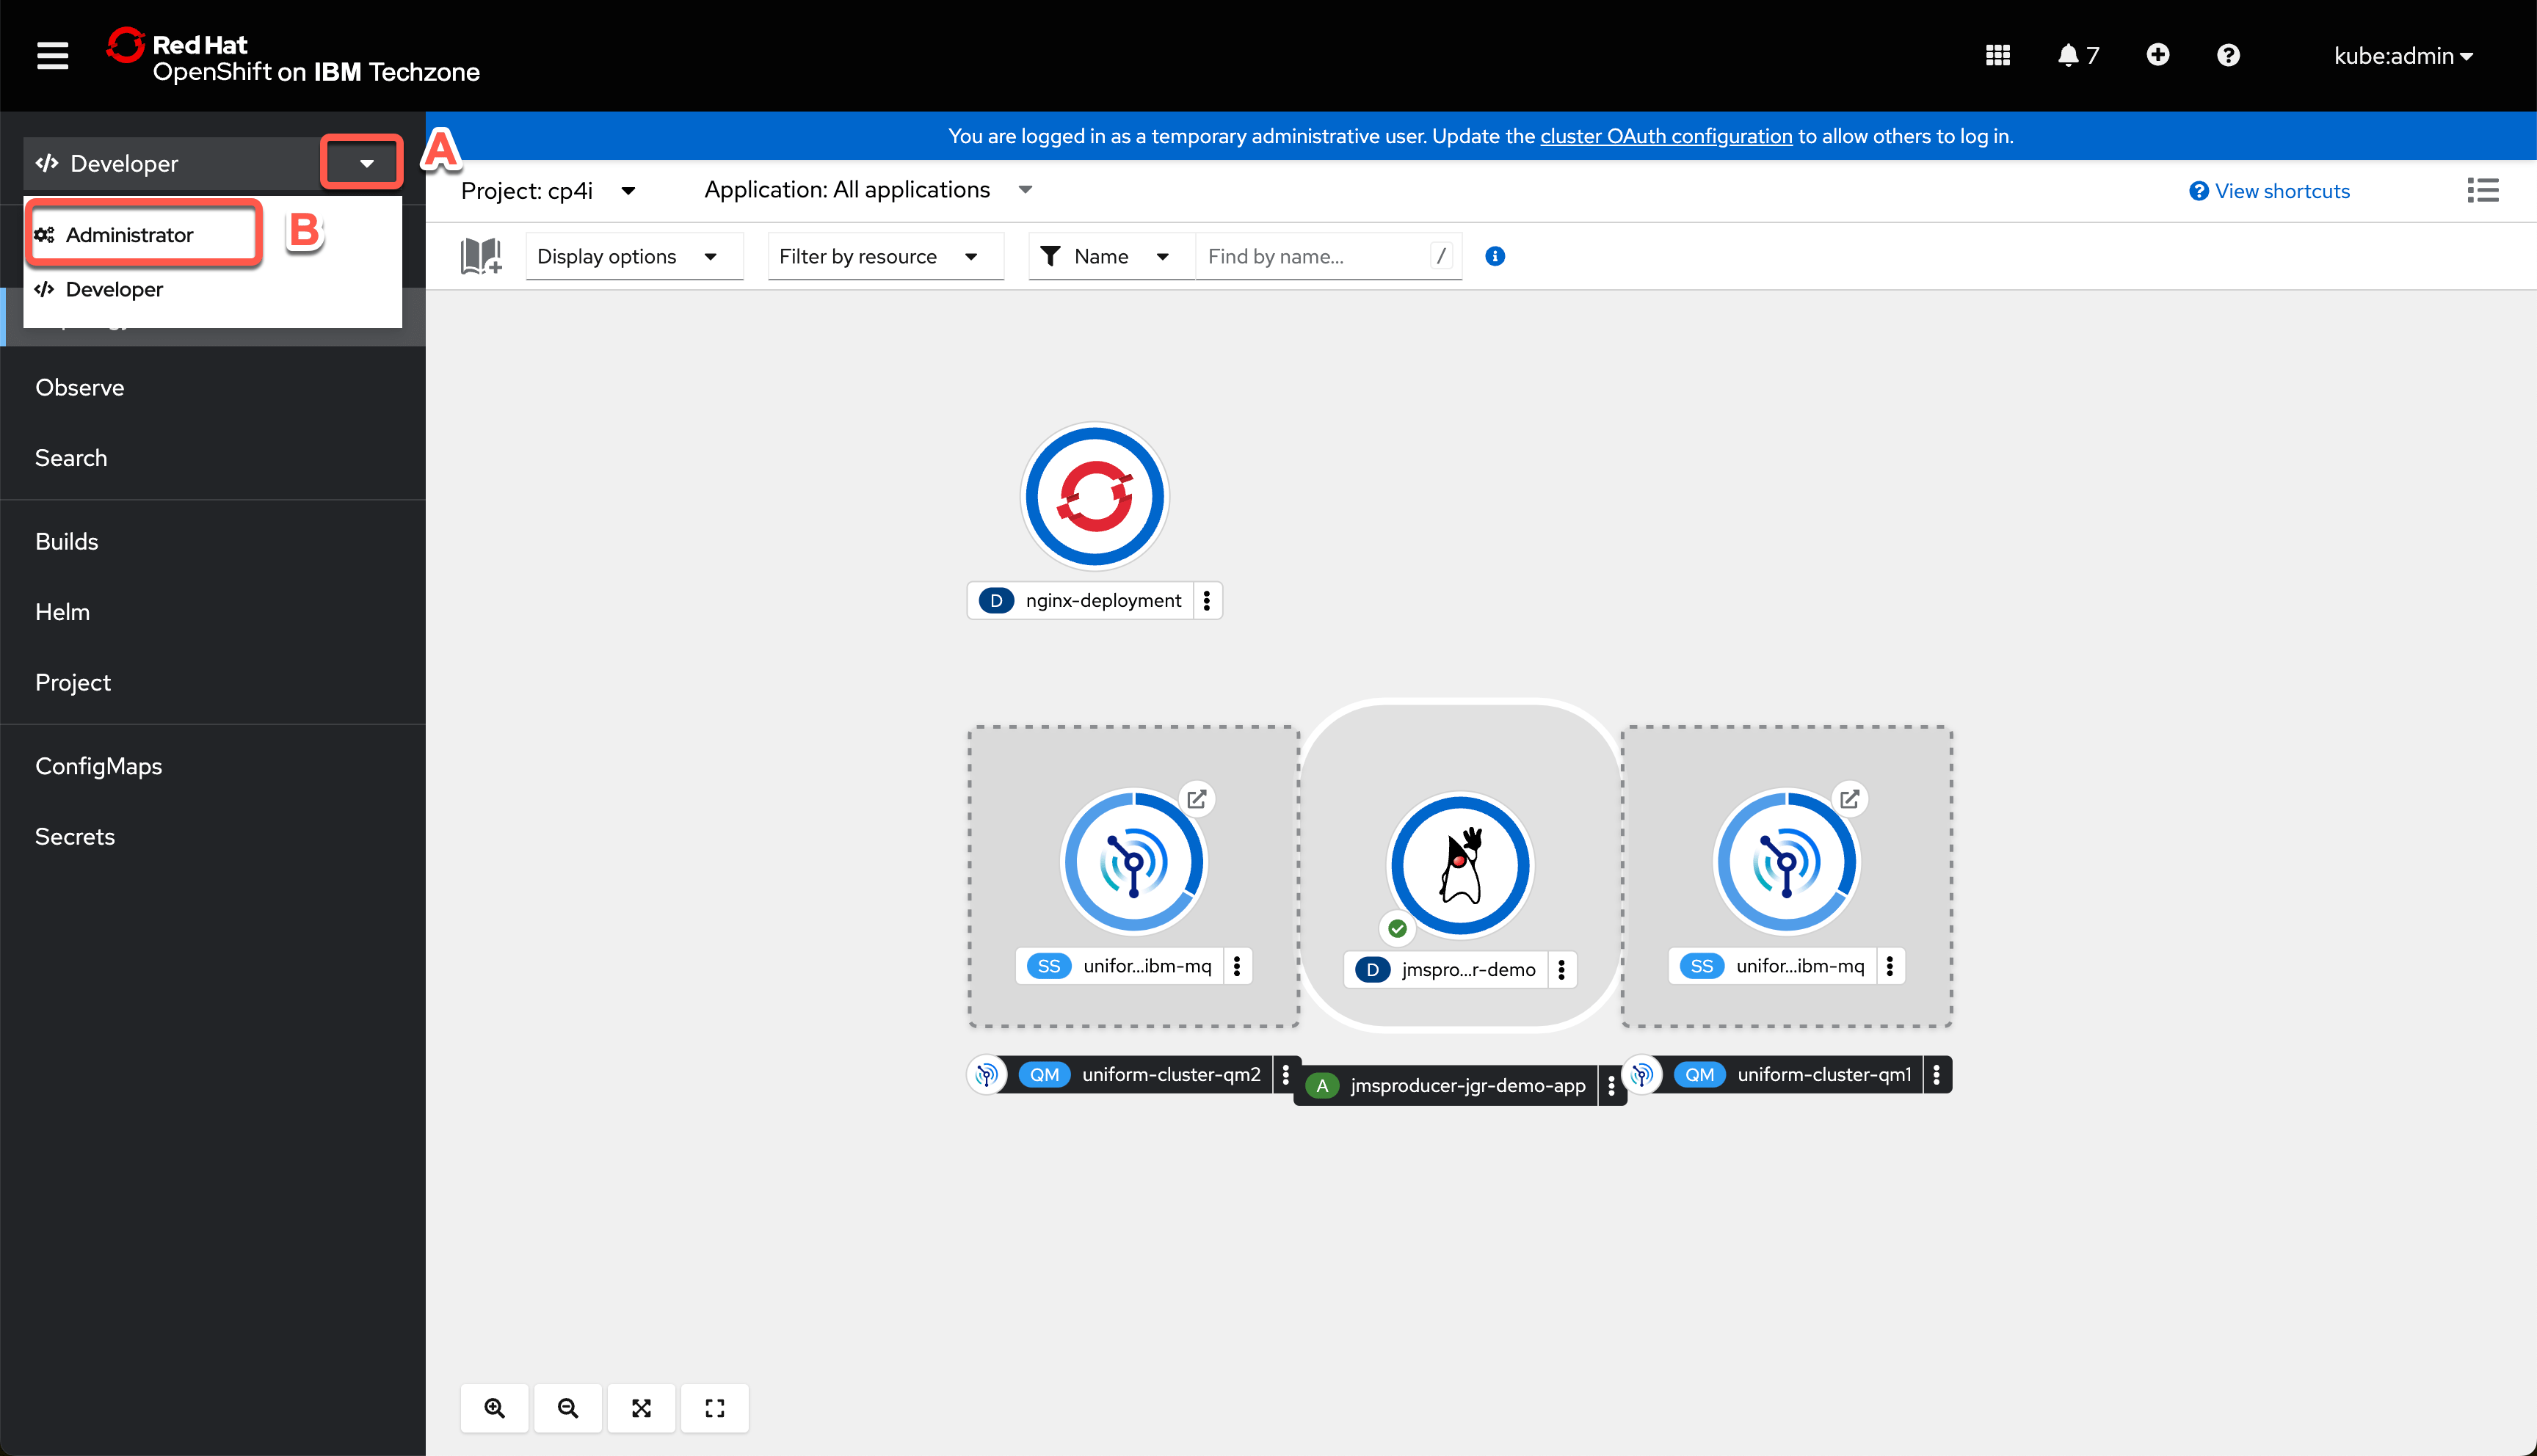 Red Hat
OpenShift on IBM Techzone
7
kube:admin
Developer
A
You are logged in as a temporary administrative user. Update the cluster OAuth configuration to allow others to log in.
Administrator
B
Developer
Project: cp4i
Application: All applications
View shortcuts
Display options
Filter by resource
Name
Find by name...
/
Observe
Search
Builds
Helm
Project
ConfigMaps
Secrets
D nginx-deployment
SS unifor...ibm-mq
D jmspro...r-demo
SS unifor...ibm-mq
QM uniform-cluster-qm2
A jmsproducer-jgr-demo-app
QM uniform-cluster-qm1